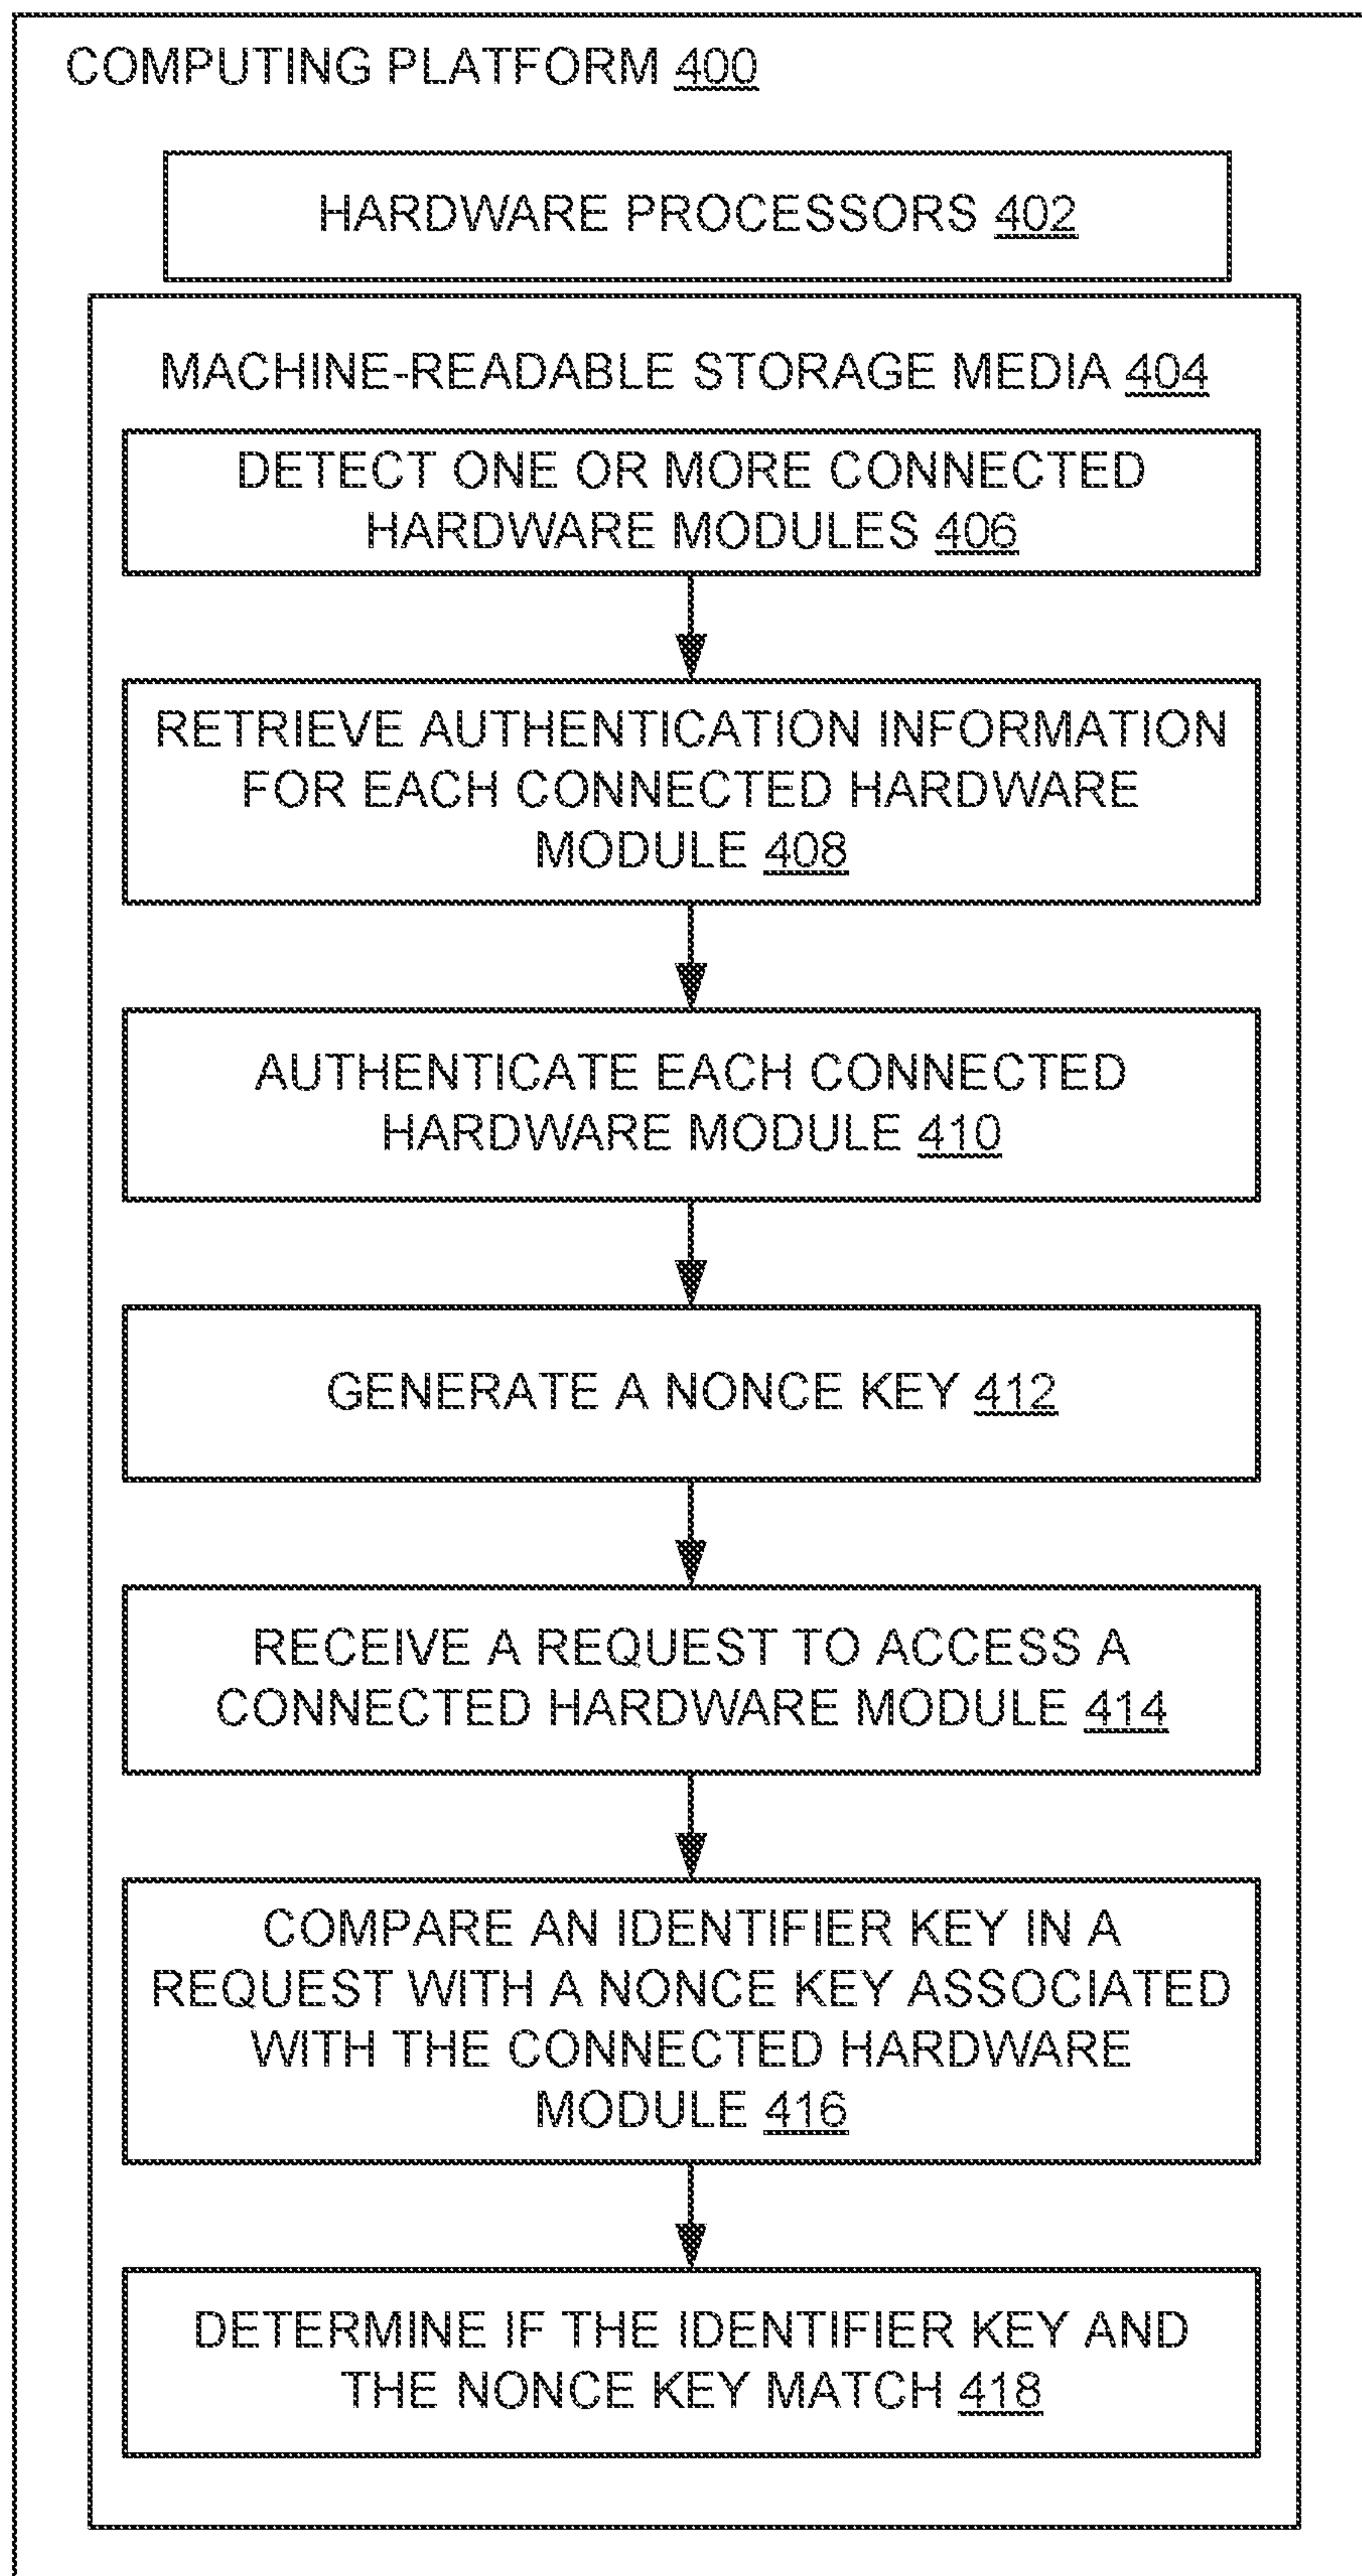 COMPUTING PLATFORM 400
HARDWARE PROCESSORS 402
MACHINE-READABLE STORAGE MEDIA 404
DETECT ONE OR MORE CONNECTED
HARDWARE MODULES 406
RETRIEVE AUTHENTICATION INFORMATION
FOR EACH CONNECTED HARDWARE
MODULE 408
AUTHENTICATE EACH CONNECTED
HARDWARE MODULE 410
GENERATE A NONCE KEY 412
RECEIVE A REQUEST TO ACCESS A
CONNECTED HARDWARE MODULE 414
COMPARE AN IDENTIFIER KEY IN A
REQUEST WITH A NONCE KEY ASSOCIATED
WITH THE CONNECTED HARDWARE
MODULE 416
DETERMINE IF THE IDENTIFIER KEY AND
THE NONCE KEY MATCH 418